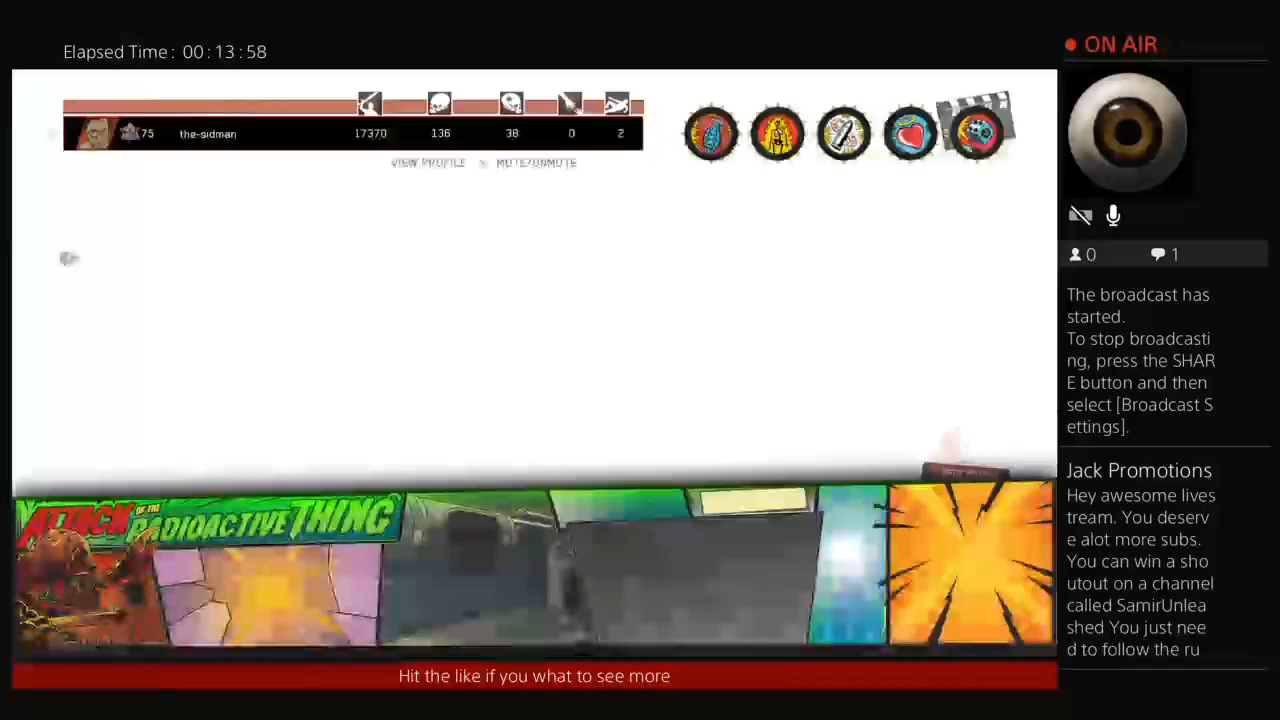 Elapsed Time: 00:13:58
ON AIR
75 the-sidman 17370 136 38 0 2
VIEW PROFILE MUTE/UNMUTE
0 1
The broadcast has
started.
To stop broadcasti
ng, press the SHAR
E button and then
select [Broadcast S
ettings].
Jack Promotions
Hey awesome lives
tream. You deserv
e alot more subs.
You can win a sho
utout on a channel
called SamirUnlea
shed You just nee
d to follow the ru
ATTACK OF THE RADIOACTIVE THING
Hit the like if you what to see more